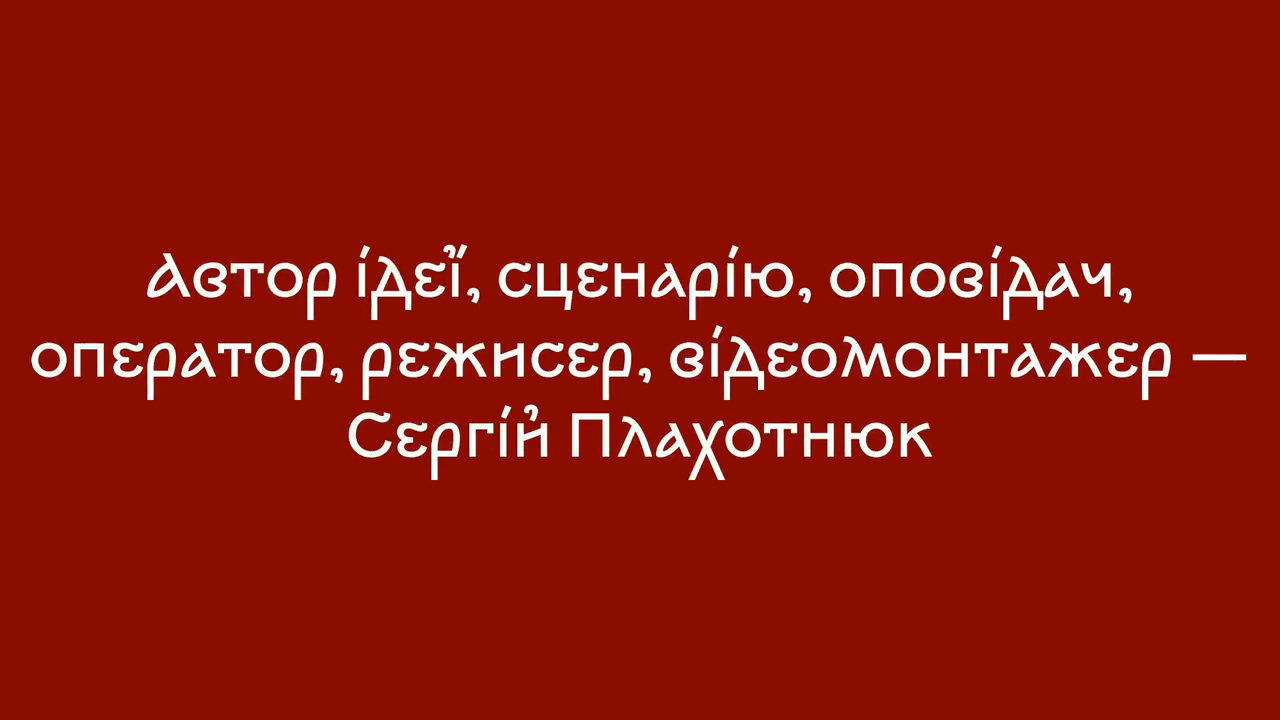 Автор ідеї, сценарію, оповідач,
оператор, режисер, відеомонтажер —
Сергій Плахотнюк